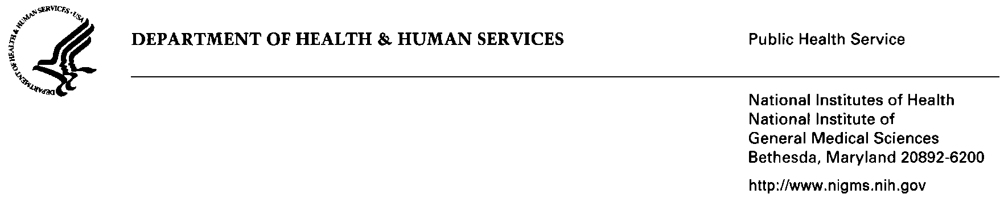 DEPARTMENT OF HEALTH & HUMAN SERVICES · USA
DEPARTMENT OF HEALTH & HUMAN SERVICES
Public Health Service
National Institutes of Health
National Institute of
General Medical Sciences
Bethesda, Maryland 20892-6200
http://www.nigms.nih.gov